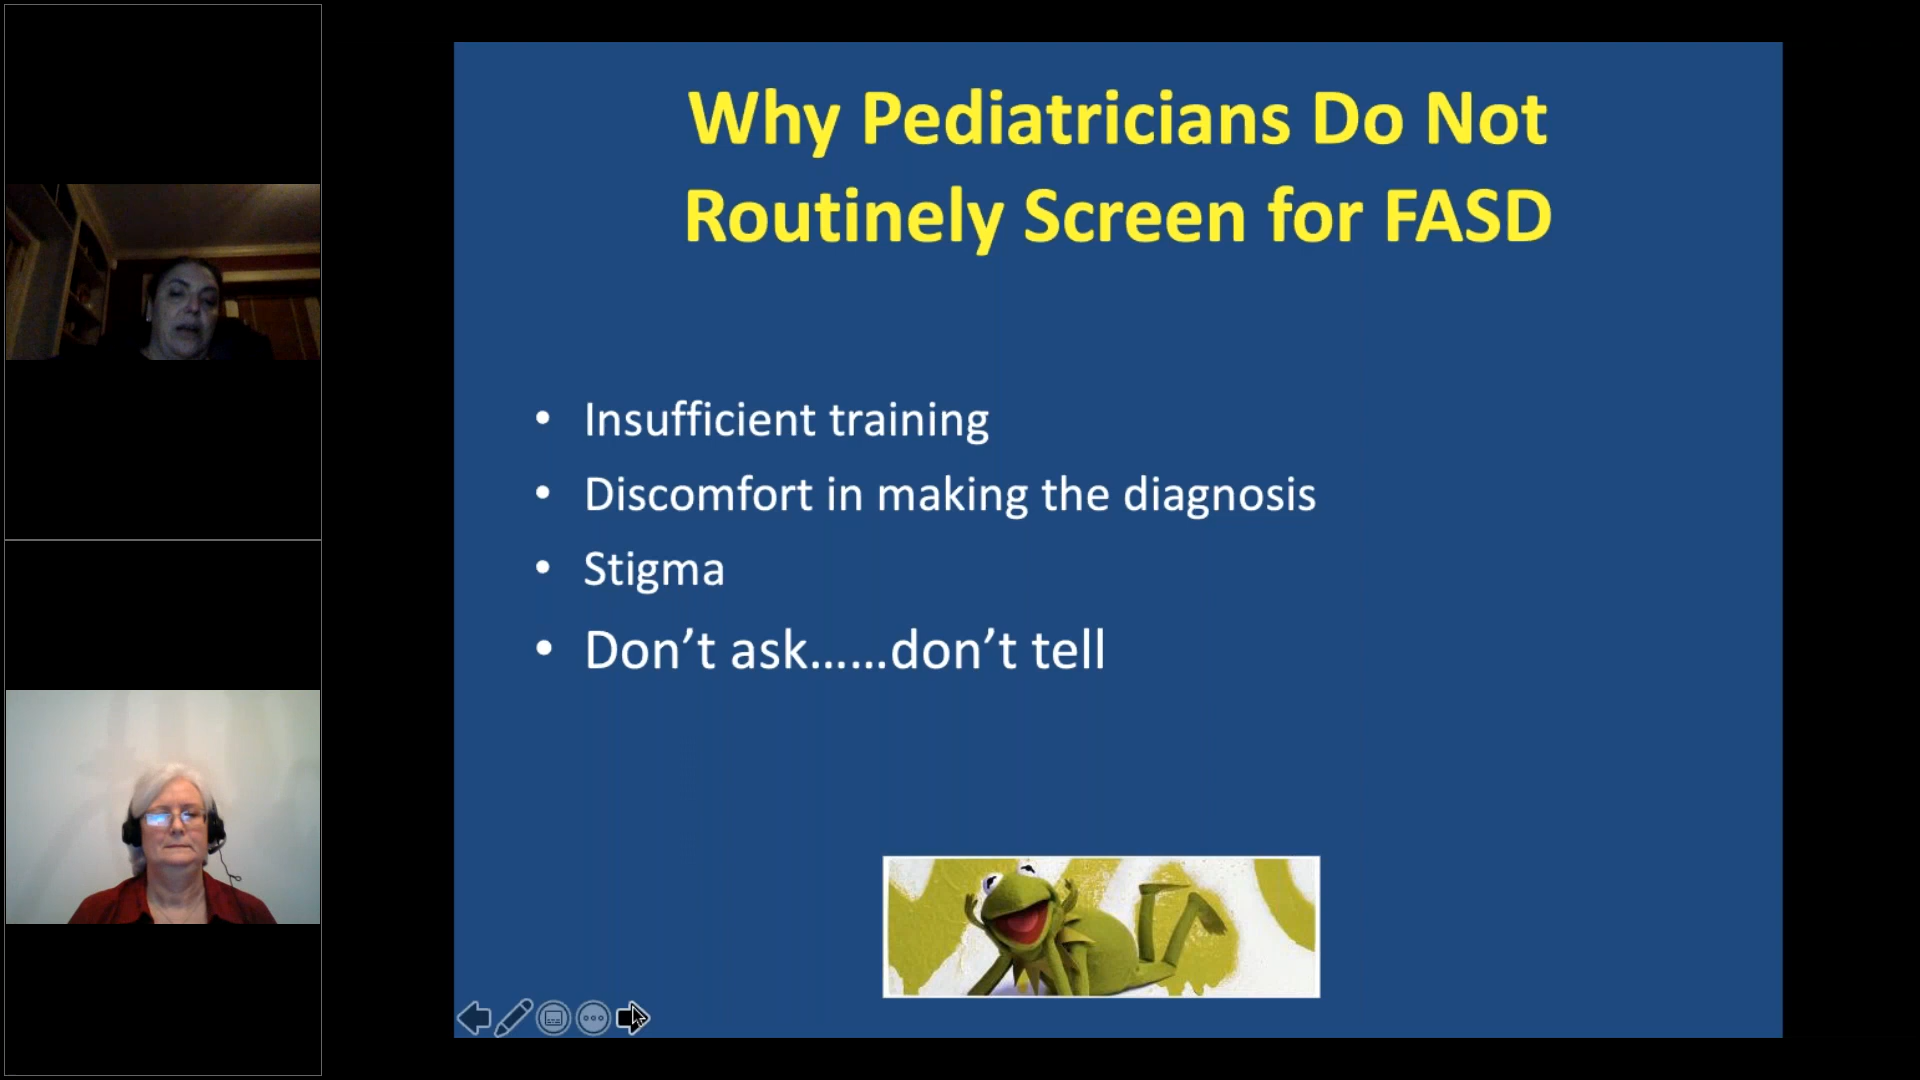 Why Pediatricians Do Not
Routinely Screen for FASD
• Insufficient training
• Discomfort in making the diagnosis
• Stigma
• Don’t ask......don’t tell